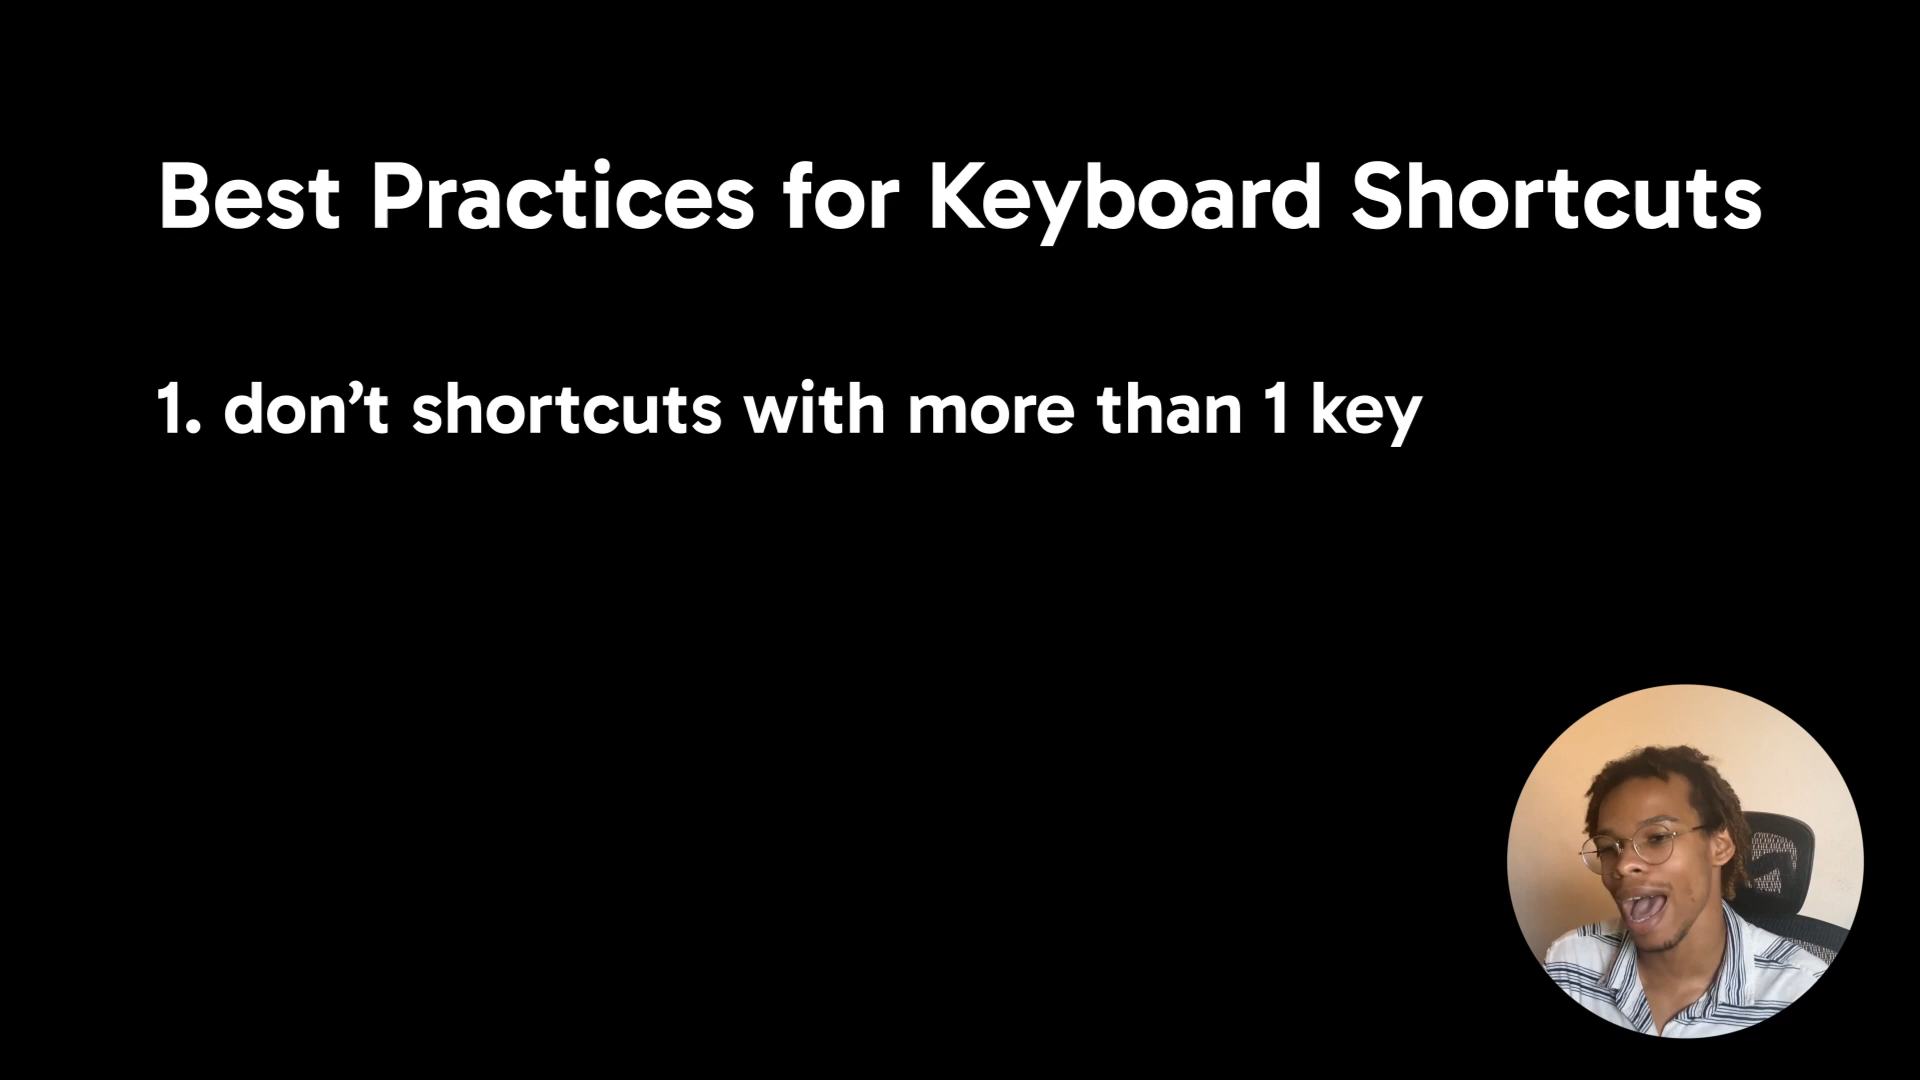 Best Practices for Keyboard Shortcuts
1. don’t shortcuts with more than 1 key